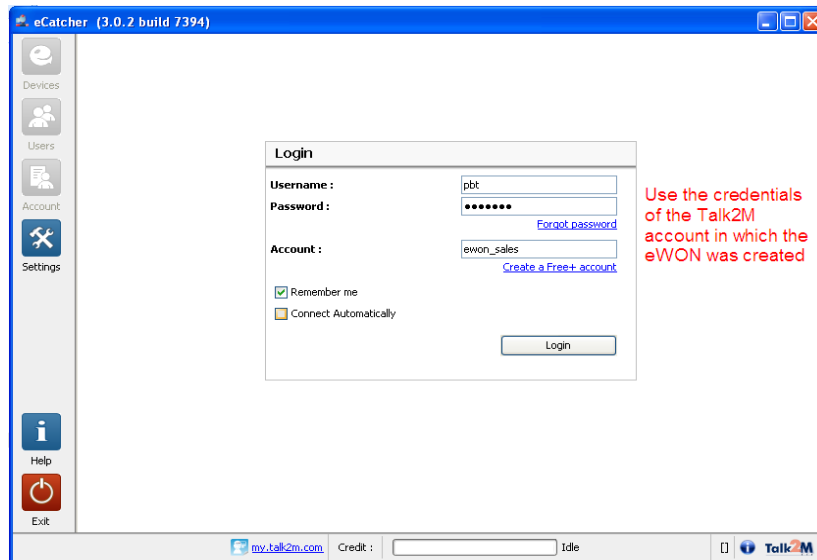 eCatcher (3.0.2 build 7394)
Devices
Users
Account
Settings
Help
Exit
Login
Username :
pbt
Password :
•••••••
Forgot password
Account :
ewon_sales
Create a Free+ account
Remember me
Connect Automatically
Login
Use the credentials
of the Talk2M
account in which the
eWON was created
my.talk2m.com Credit : Idle [] Talk2M